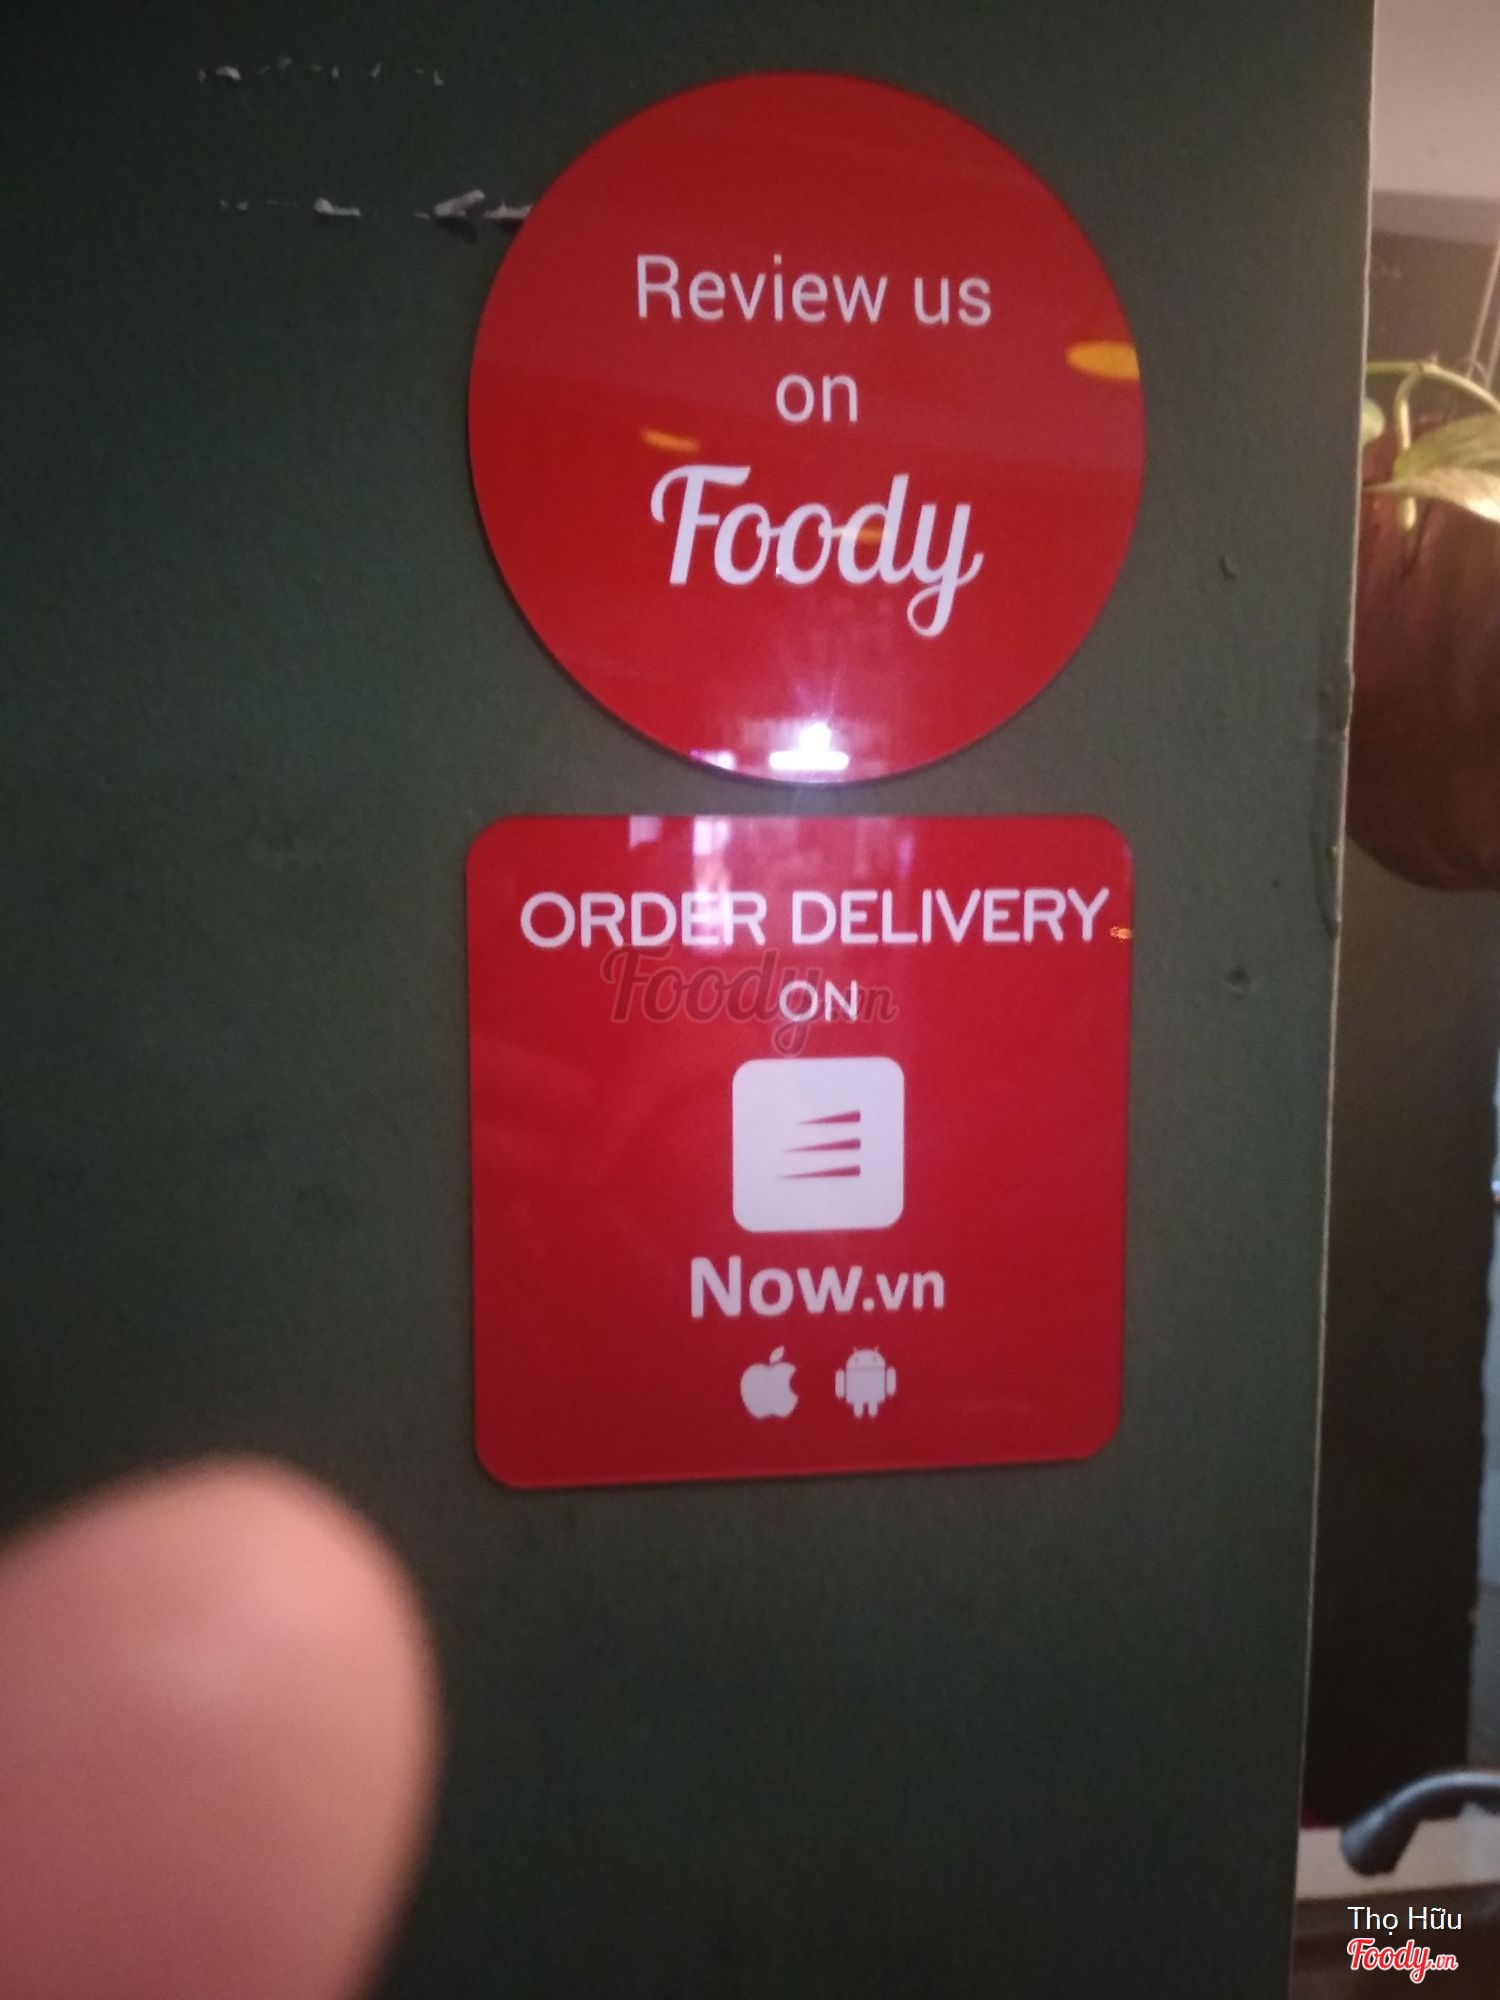 Review us
on
Foody
ORDER DELIVERY
Foody.vn
ON
Now.vn
Thọ Hữu
Foody.vn